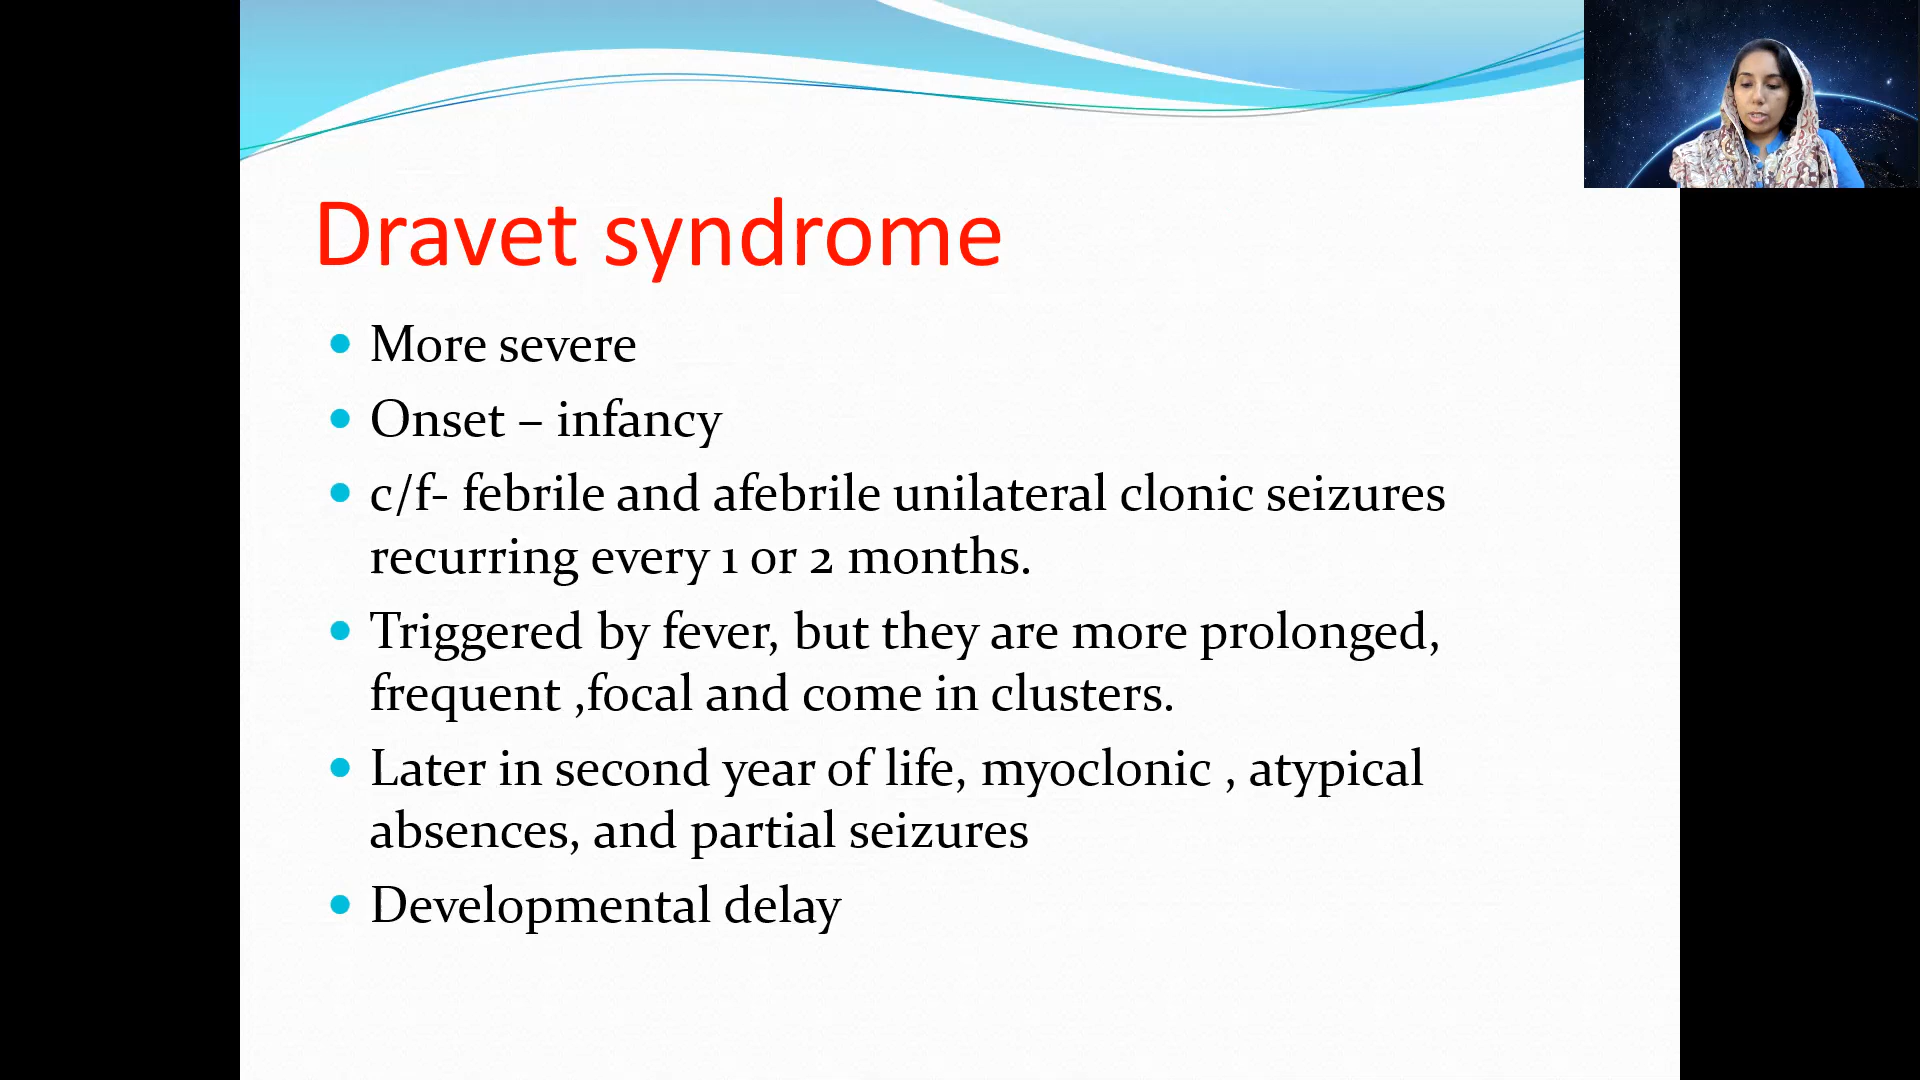 Dravet syndrome
More severe
Onset – infancy
c/f- febrile and afebrile unilateral clonic seizures
recurring every 1 or 2 months.
Triggered by fever, but they are more prolonged,
frequent ,focal and come in clusters.
Later in second year of life, myoclonic , atypical
absences, and partial seizures
Developmental delay